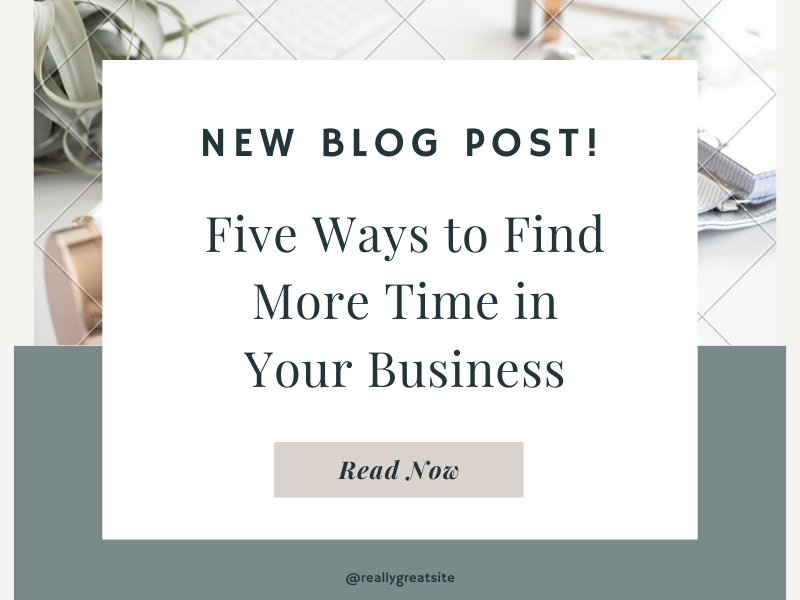 NEW BLOG POST!
Five Ways to Find
More Time in
Your Business
Read Now
@reallygreatsite